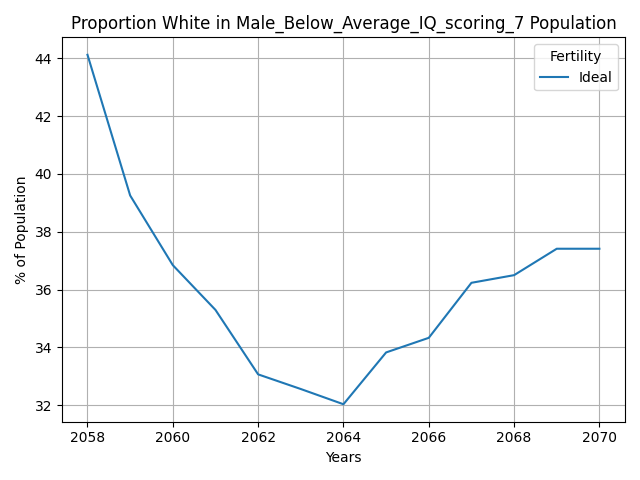 Proportion White in Male_Below_Average_IQ_scoring_7 Population
Fertility
Ideal
% of Population
44
42
40
38
36
34
32
2058
2060
2062
2064
2066
2068
2070
Years